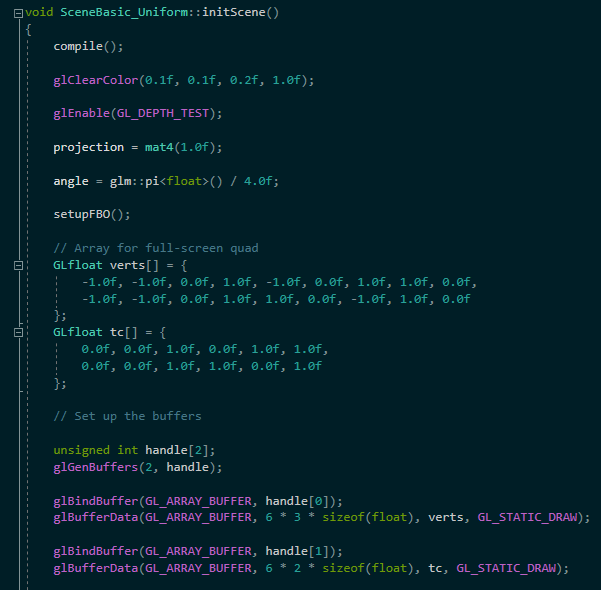 void SceneBasic_Uniform::initScene()
{
compile();
glClearColor(0.1f, 0.1f, 0.2f, 1.0f);
glEnable(GL_DEPTH_TEST);
projection = mat4(1.0f);
angle = glm::pi<float>() / 4.0f;
setupFBO();
// Array for full-screen quad
GLfloat verts[] = {
-1.0f, -1.0f, 0.0f, 1.0f, -1.0f, 0.0f, 1.0f, 1.0f, 0.0f,
-1.0f, -1.0f, 0.0f, 1.0f, 1.0f, 0.0f, -1.0f, 1.0f, 0.0f
};
GLfloat tc[] = {
0.0f, 0.0f, 1.0f, 0.0f, 1.0f, 1.0f,
0.0f, 0.0f, 1.0f, 1.0f, 0.0f, 1.0f
};
// Set up the buffers
unsigned int handle[2];
glGenBuffers(2, handle);
glBindBuffer(GL_ARRAY_BUFFER, handle[0]);
glBufferData(GL_ARRAY_BUFFER, 6 * 3 * sizeof(float), verts, GL_STATIC_DRAW);
glBindBuffer(GL_ARRAY_BUFFER, handle[1]);
glBufferData(GL_ARRAY_BUFFER, 6 * 2 * sizeof(float), tc, GL_STATIC_DRAW);